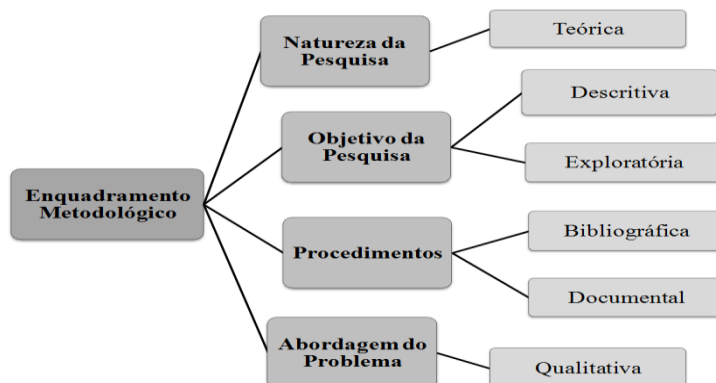 Natureza da
Pesquisa
Teórica
Objetivo da
Pesquisa
Descritiva
Exploratória
Enquadramento
Metodológico
Procedimentos
Bibliográfica
Documental
Abordagem do
Problema
Qualitativa